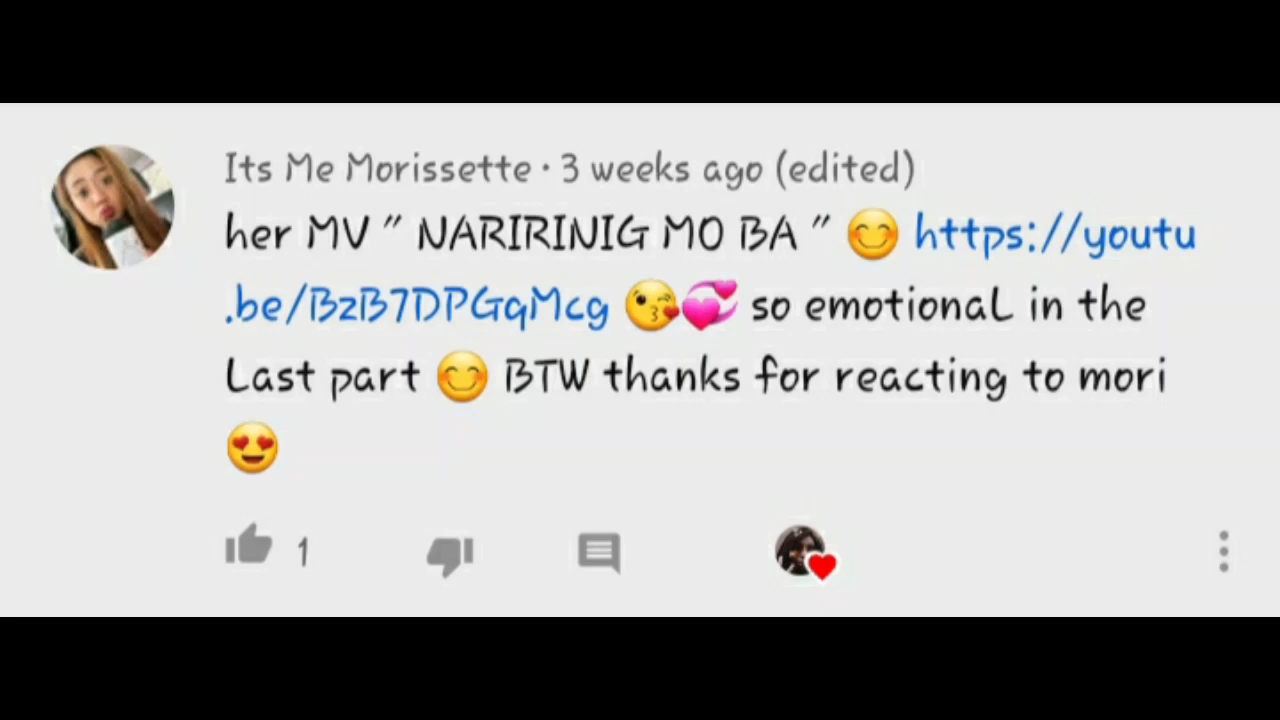 Its Me Morissette · 3 weeks ago (edited)
her MV " NARIRINIG MO BA " 😊 https://youtu
.be/BzB7DPGqMcg 😘💞 so emotional in the
Last part 😊 BTW thanks for reacting to mori
😍
1